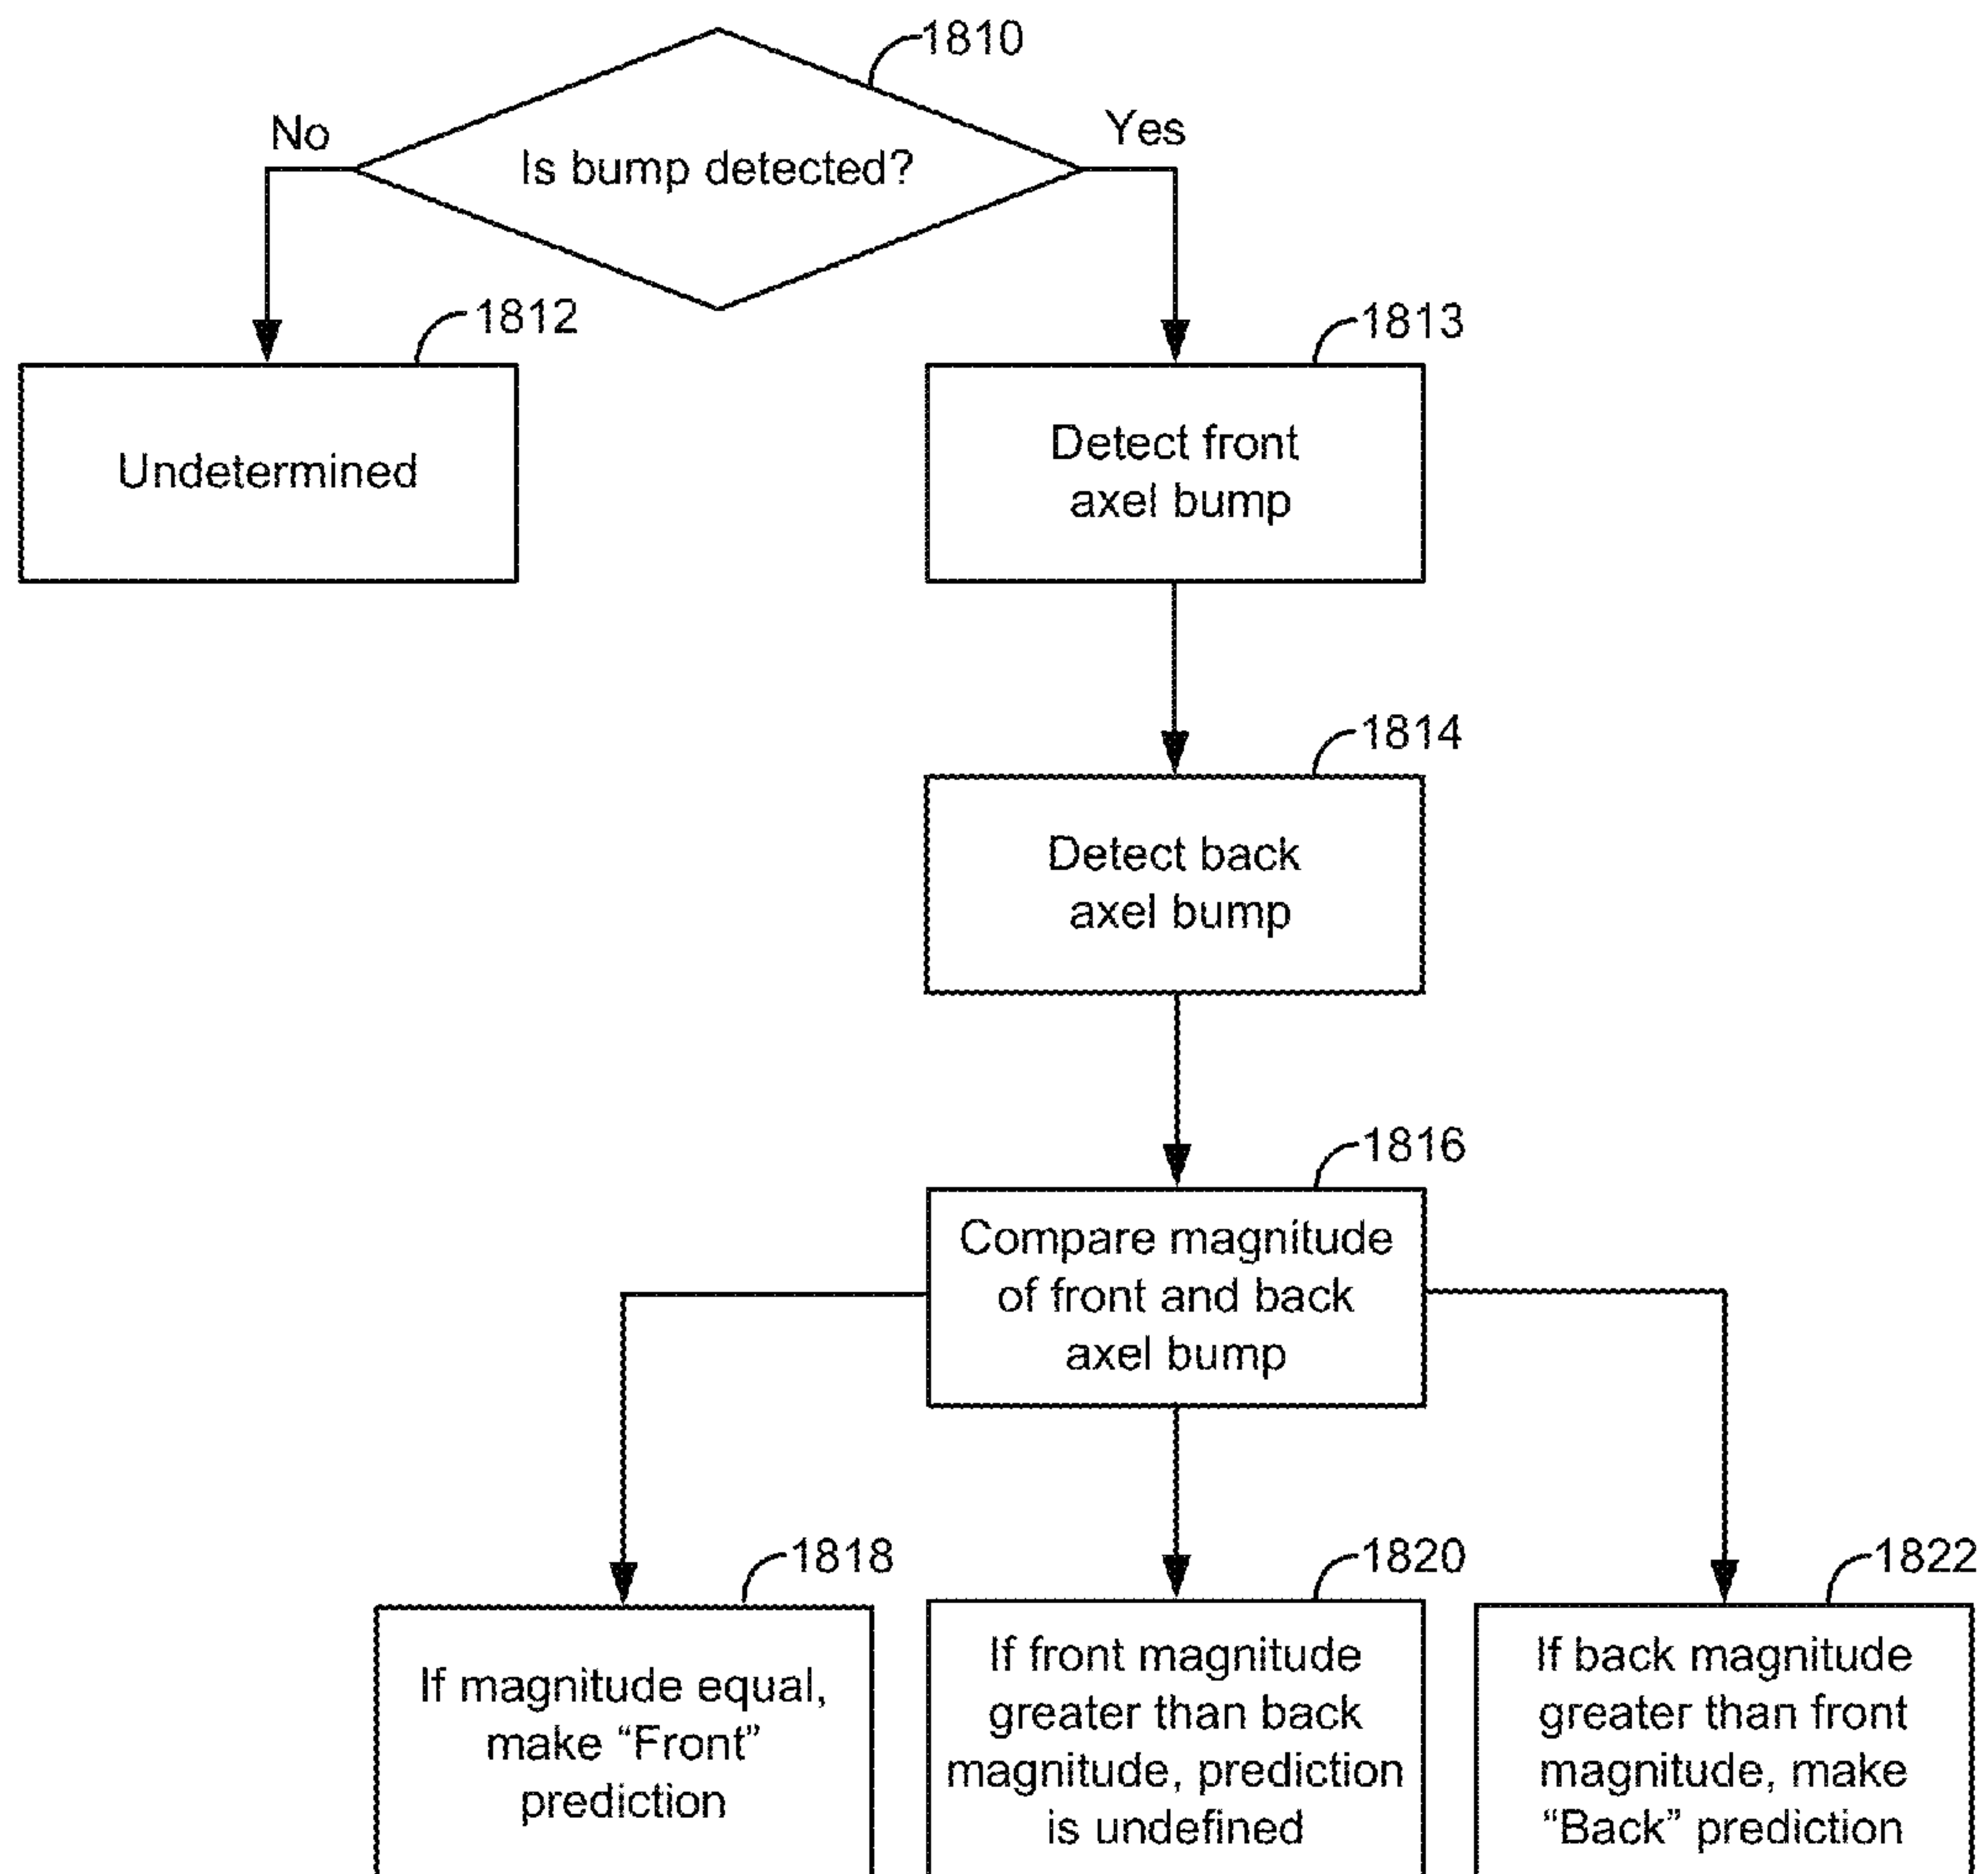 1810
No
Yes
Is bump detected?
1812
1813
Undetermined
Detect front
axel bump
1814
Detect back
axel bump
1816
Compare magnitude
of front and back
axel bump
1818
1820
1822
If magnitude equal,
make “Front”
prediction
If front magnitude
greater than back
magnitude, prediction
is undefined
If back magnitude
greater than front
magnitude, make
“Back” prediction